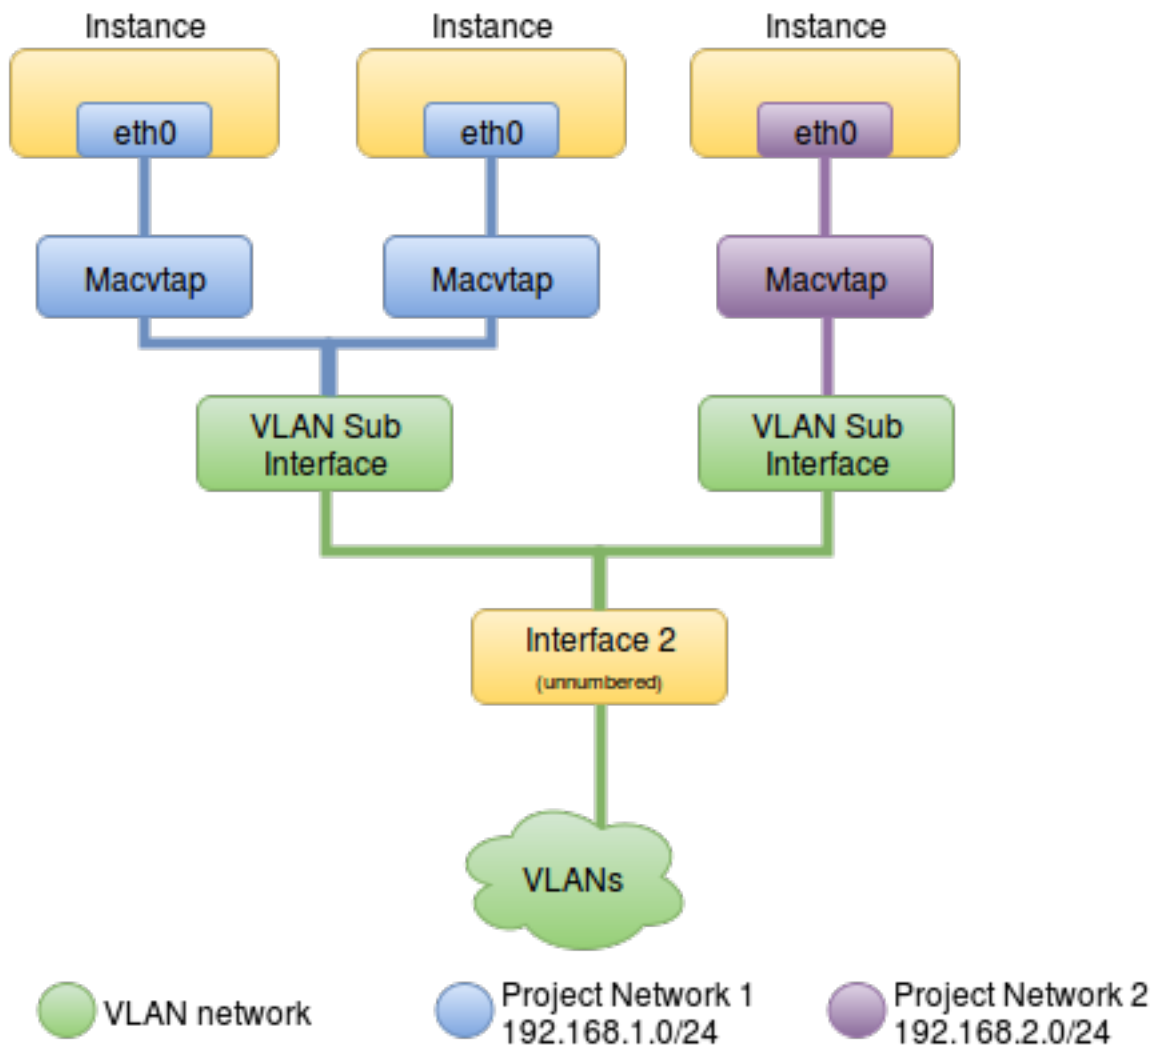 Instance
Instance
Instance
eth0
eth0
eth0
Macvtap
Macvtap
Macvtap
VLAN Sub
Interface
VLAN Sub
Interface
Interface 2
(unnumbered)
VLANs
VLAN network
Project Network 1
192.168.1.0/24
Project Network 2
192.168.2.0/24